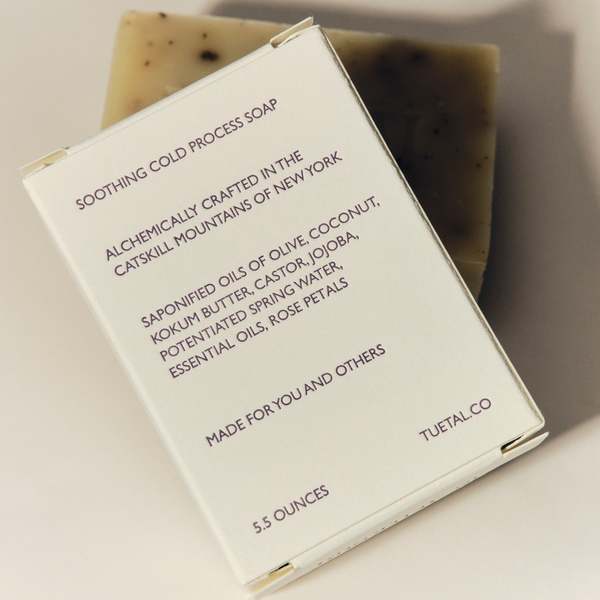 SOOTHING COLD PROCESS SOAP
ALCHEMICALLY CRAFTED IN THE
CATSKILL MOUNTAINS OF NEW YORK
SAPONIFIED OILS OF OLIVE, COCONUT,
KOKUM BUTTER, CASTOR, JOJOBA,
POTENTIATED SPRING WATER,
ESSENTIAL OILS, ROSE PETALS
MADE FOR YOU AND OTHERS
TUETAL.CO
5.5 OUNCES